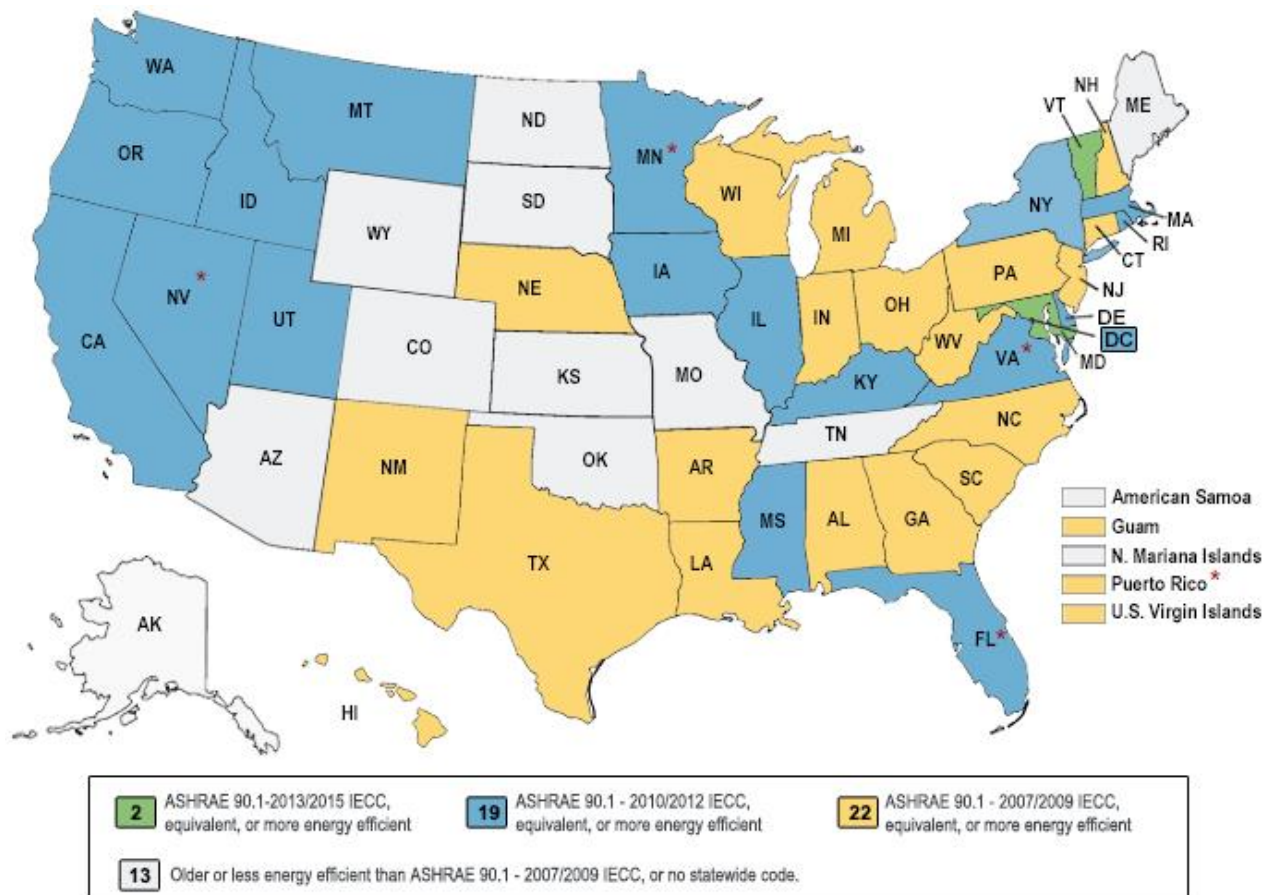 WA
MT
ND
MN*
VT
NH
ME
OR
ID
SD
WI
NY
MA
WY
MI
RI
CT
NV*
NE
IA
PA
NJ
CA
UT
CO
IL
IN
OH
WV
DE
DC
MD
KS
MO
KY
VA*
AZ
NM
OK
AR
TN
NC
SC
MS
AL
GA
TX
LA
FL*
AK
HI
American Samoa
Guam
N. Mariana Islands
Puerto Rico*
U.S. Virgin Islands
2 ASHRAE 90.1-2013/2015 IECC,
equivalent, or more energy efficient
19 ASHRAE 90.1 - 2010/2012 IECC,
equivalent, or more energy efficient
22 ASHRAE 90.1 - 2007/2009 IECC,
equivalent, or more energy efficient
13 Older or less energy efficient than ASHRAE 90.1 - 2007/2009 IECC, or no statewide code.